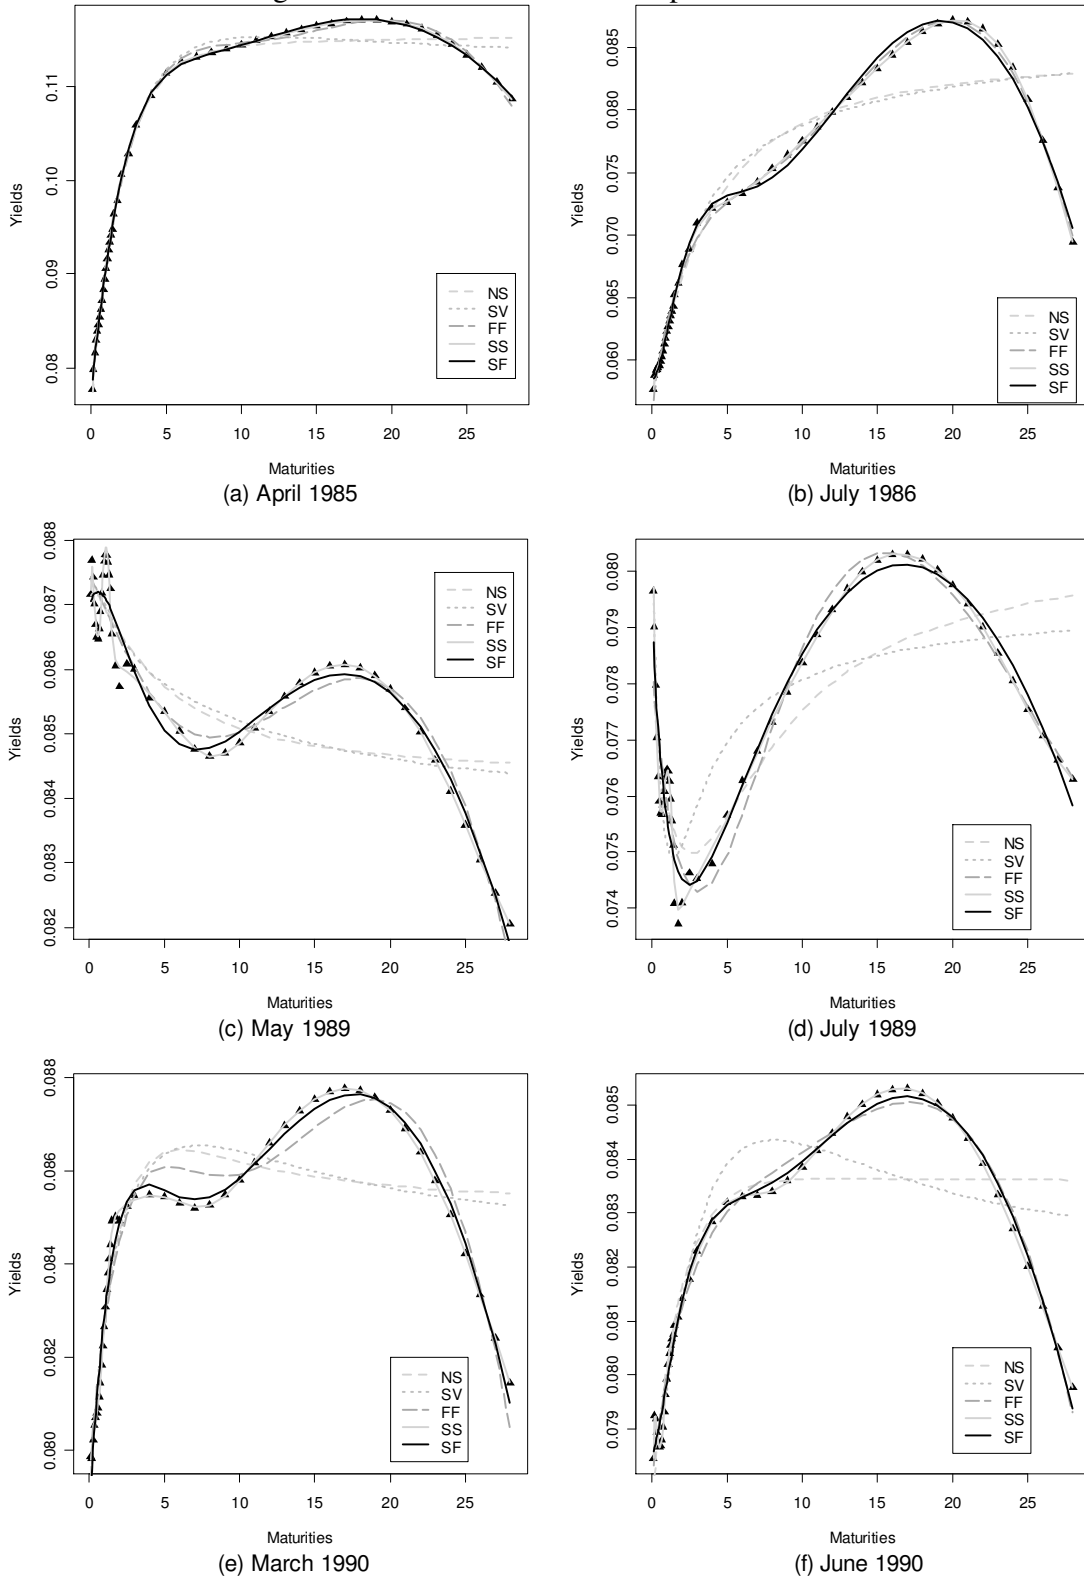 0.08 0.09 0.10 0.11
Yields
NS
SV
FF
SS
SF
0 5 10 15 20 25
Maturities
(a) April 1985
0.060 0.065 0.070 0.075 0.080 0.085
Yields
NS
SV
FF
SS
SF
0 5 10 15 20 25
Maturities
(b) July 1986
0.082 0.083 0.084 0.085 0.086 0.087 0.088
Yields
NS
SV
FF
SS
SF
0 5 10 15 20 25
Maturities
(c) May 1989
0.074 0.075 0.076 0.077 0.078 0.079 0.080
Yields
NS
SV
FF
SS
SF
0 5 10 15 20 25
Maturities
(d) July 1989
0.080 0.082 0.084 0.086 0.088
Yields
NS
SV
FF
SS
SF
0 5 10 15 20 25
Maturities
(e) March 1990
0.079 0.080 0.081 0.082 0.083 0.084 0.085
Yields
NS
SV
FF
SS
SF
0 5 10 15 20 25
Maturities
(f) June 1990